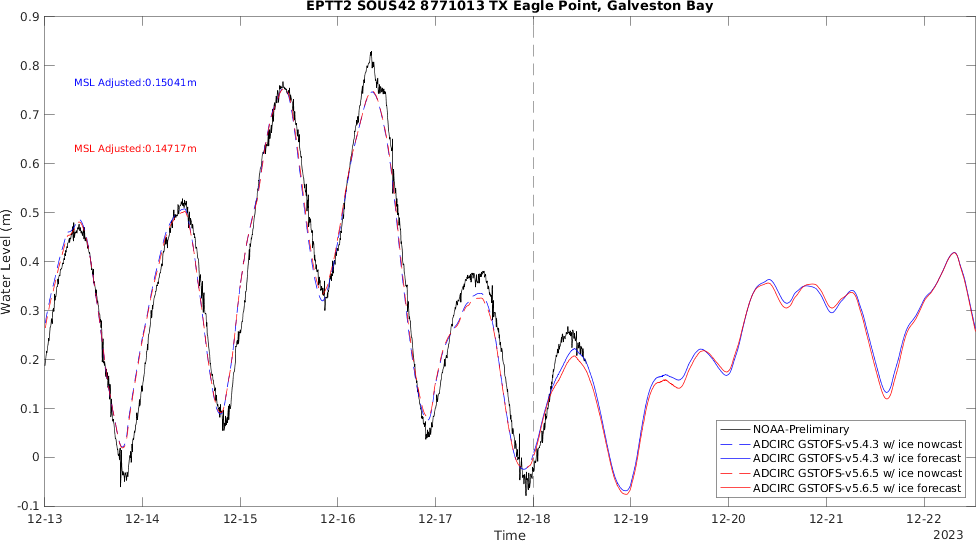 EPTT2 SOUS42 8771013 TX Eagle Point, Galveston Bay
0.9
0.8
0.7
0.6
0.5
0.4
0.3
0.2
0.1
0
-0.1
Water Level (m)
MSL Adjusted:0.15041m
MSL Adjusted:0.14717m
NOAA-Preliminary
ADCIRC GSTOFS-v5.4.3 w/ ice nowcast
ADCIRC GSTOFS-v5.4.3 w/ ice forecast
ADCIRC GSTOFS-v5.6.5 w/ ice nowcast
ADCIRC GSTOFS-v5.6.5 w/ ice forecast
12-13 12-14 12-15 12-16 12-17 12-18 12-19 12-20 12-21 12-22
Time
2023